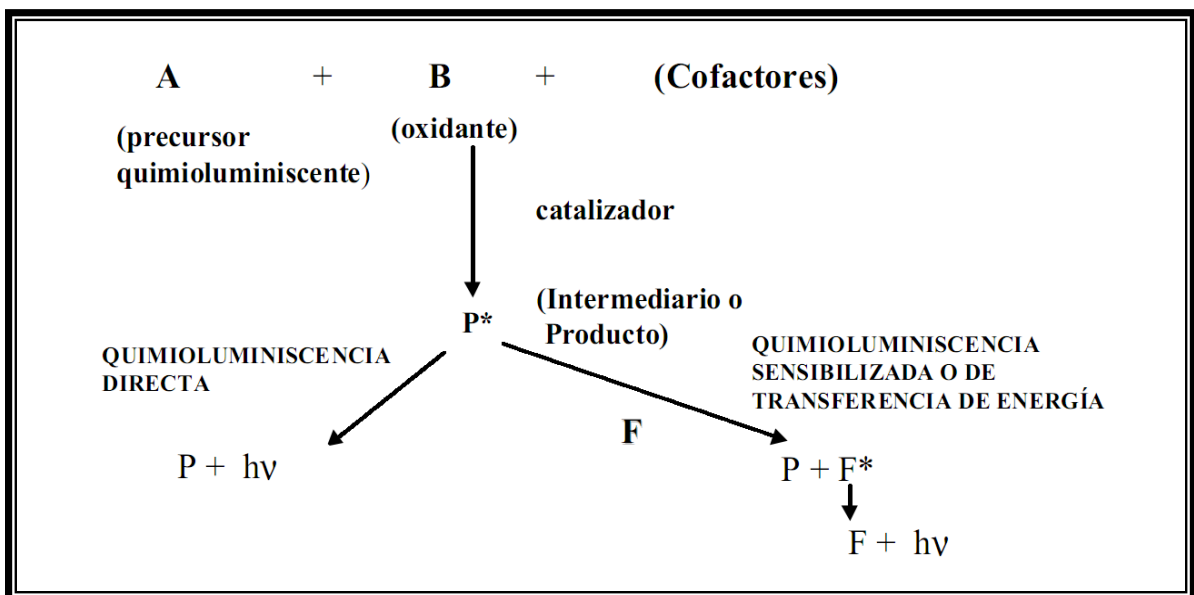 A + B + (Cofactores)
(precursor
quimioluminiscente)
(oxidante)
catalizador
(Intermediario o
Producto)
P*
QUIMIOLUMINISCENCIA
DIRECTA
QUIMIOLUMINISCENCIA
SENSIBILIZADA O DE
TRANSFERENCIA DE ENERGÍA
F
P + hν
P + F*
F + hν